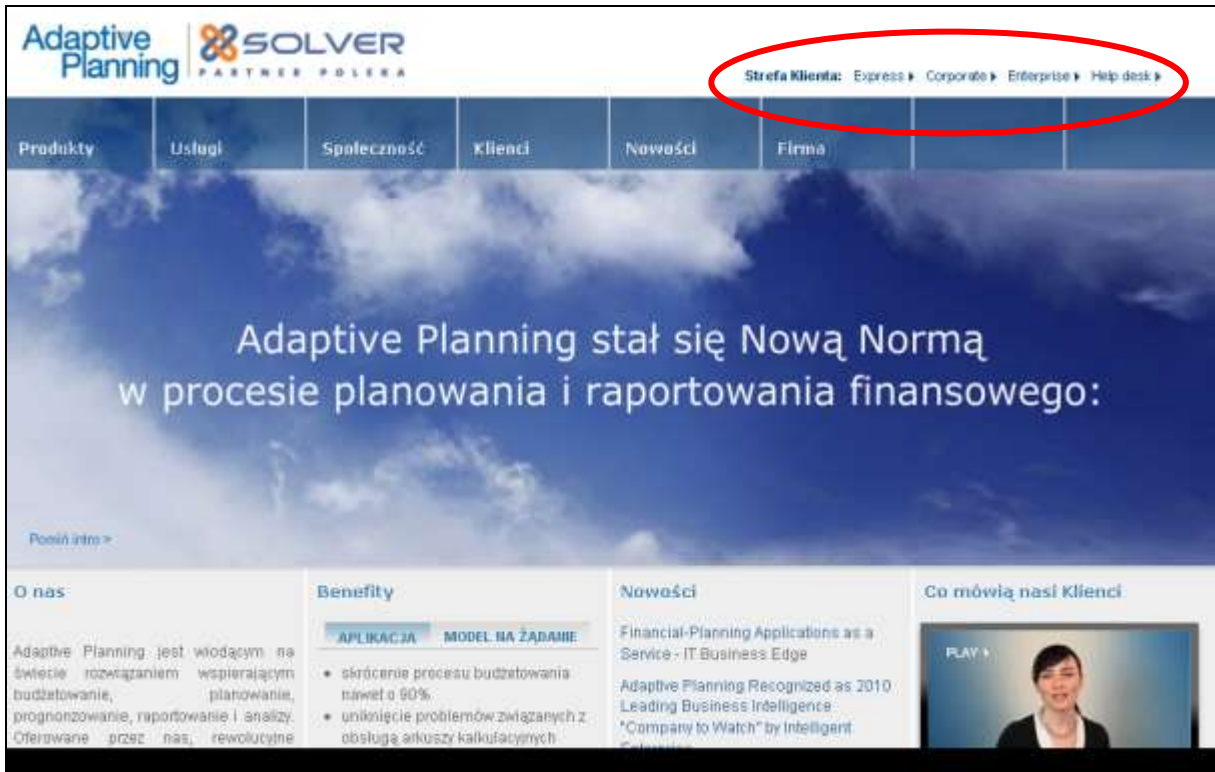 Adaptive
Planning
SOLVER
PARTNER POLSKA
Strefa Klienta: Express Corporate Enterprise Help desk
Produkty Usługi Społeczność Klienci Nowości Firma
Adaptive Planning stał się Nową Normą
w procesie planowania i raportowania finansowego:
Pomiń intro >
O nas
Adaptive Planning jest wiodącym na
świecie rozwiązaniem wspierającym
budżetowanie, planowanie,
prognonzowanie, raportowanie i analizy.
Oferowane przez nas, rewolucyjne
Benefity
APLIKACJA MODEL NA ŻĄDANIE
• skrócenie procesu budżetowania
nawet o 90%
• uniknięcie problemów związanych z
obsługą arkuszy kalkulacyjnych
Nowości
Financial-Planning Applications as a
Service - IT Business Edge
Adaptive Planning Recognized as 2010
Leading Business Intelligence
"Company to Watch" by Intelligent
Enterprise
Co mówią nasi Klienci
PLAY